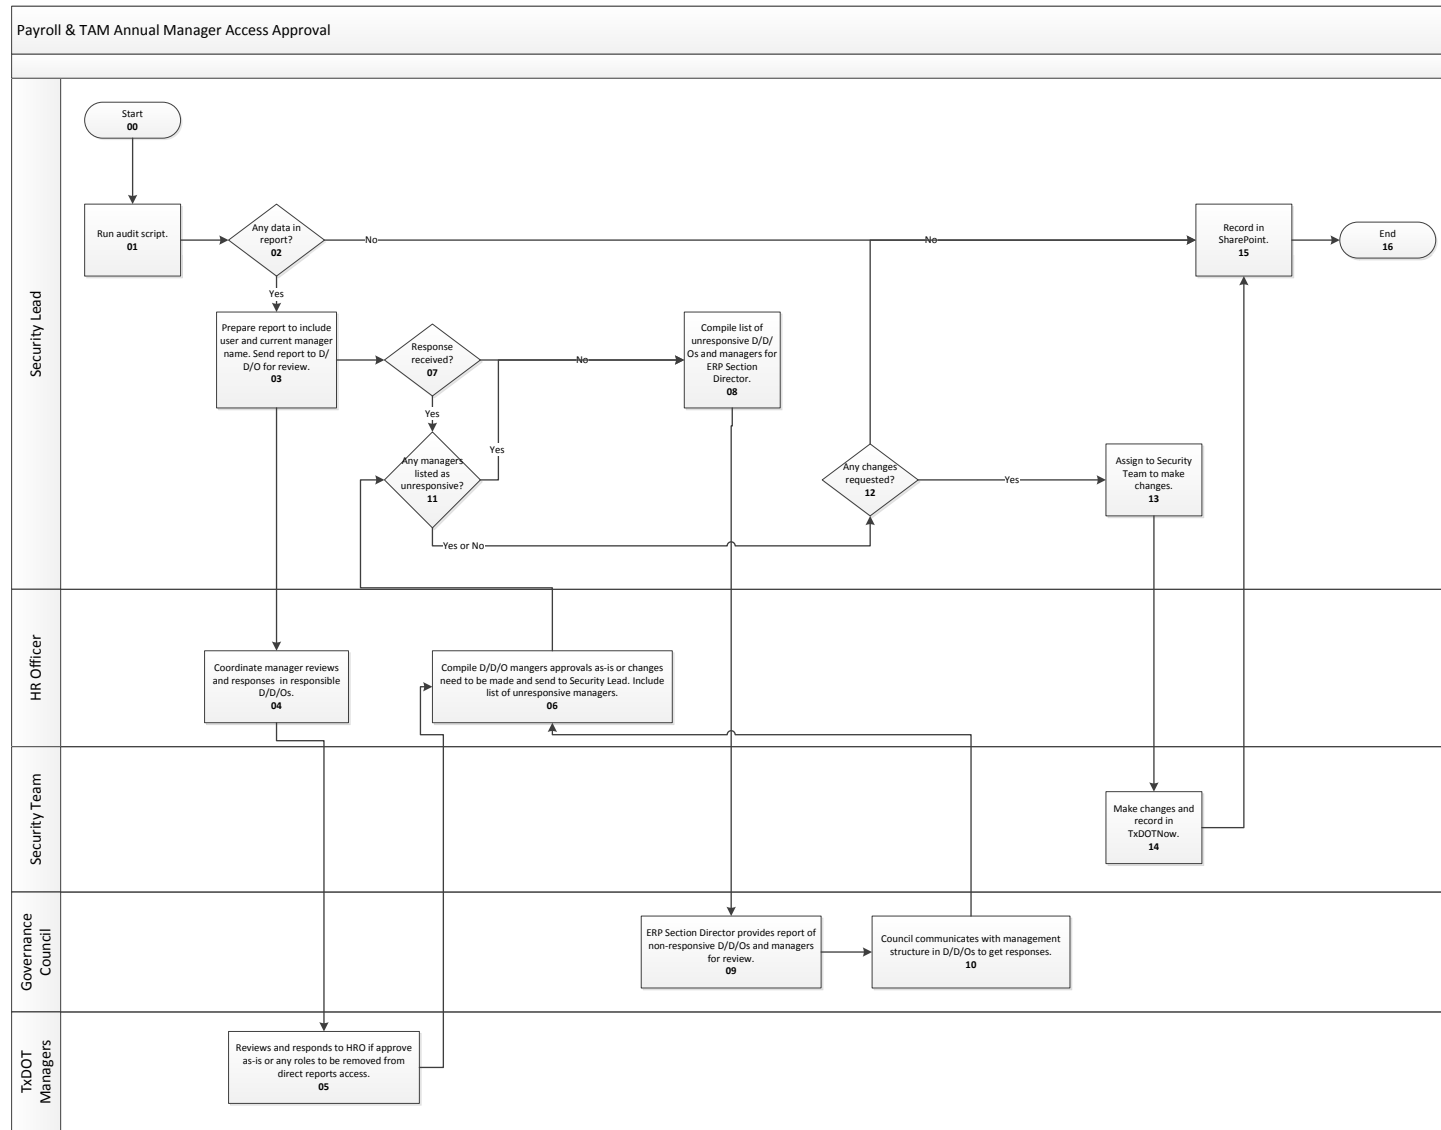 Payroll & TAM Annual Manager Access Approval
Security Lead
Start
00
Run audit script.
01
Any data in
report?
02
No
Yes
No
Record in
SharePoint.
15
End
16
Prepare report to include
user and current manager
name. Send report to D/
D/O for review.
03
Response
received?
07
No
Yes
Compile list of
unresponsive D/D/
Os and managers for
ERP Section
Director.
08
Any managers
listed as
unresponsive?
11
Yes
Yes or No
Any changes
requested?
12
Yes
Assign to Security
Team to make
changes.
13
HR Officer
Coordinate manager reviews
and responses in responsible
D/D/Os.
04
Compile D/D/O mangers approvals as-is or changes
need to be made and send to Security Lead. Include
list of unresponsive managers.
06
Security Team
Make changes and
record in
TxDOTNow.
14
Governance
Council
ERP Section Director provides report of
non-responsive D/D/Os and managers
for review.
09
Council communicates with management
structure in D/D/Os to get responses.
10
TxDOT
Managers
Reviews and responds to HRO if approve
as-is or any roles to be removed from
direct reports access.
05